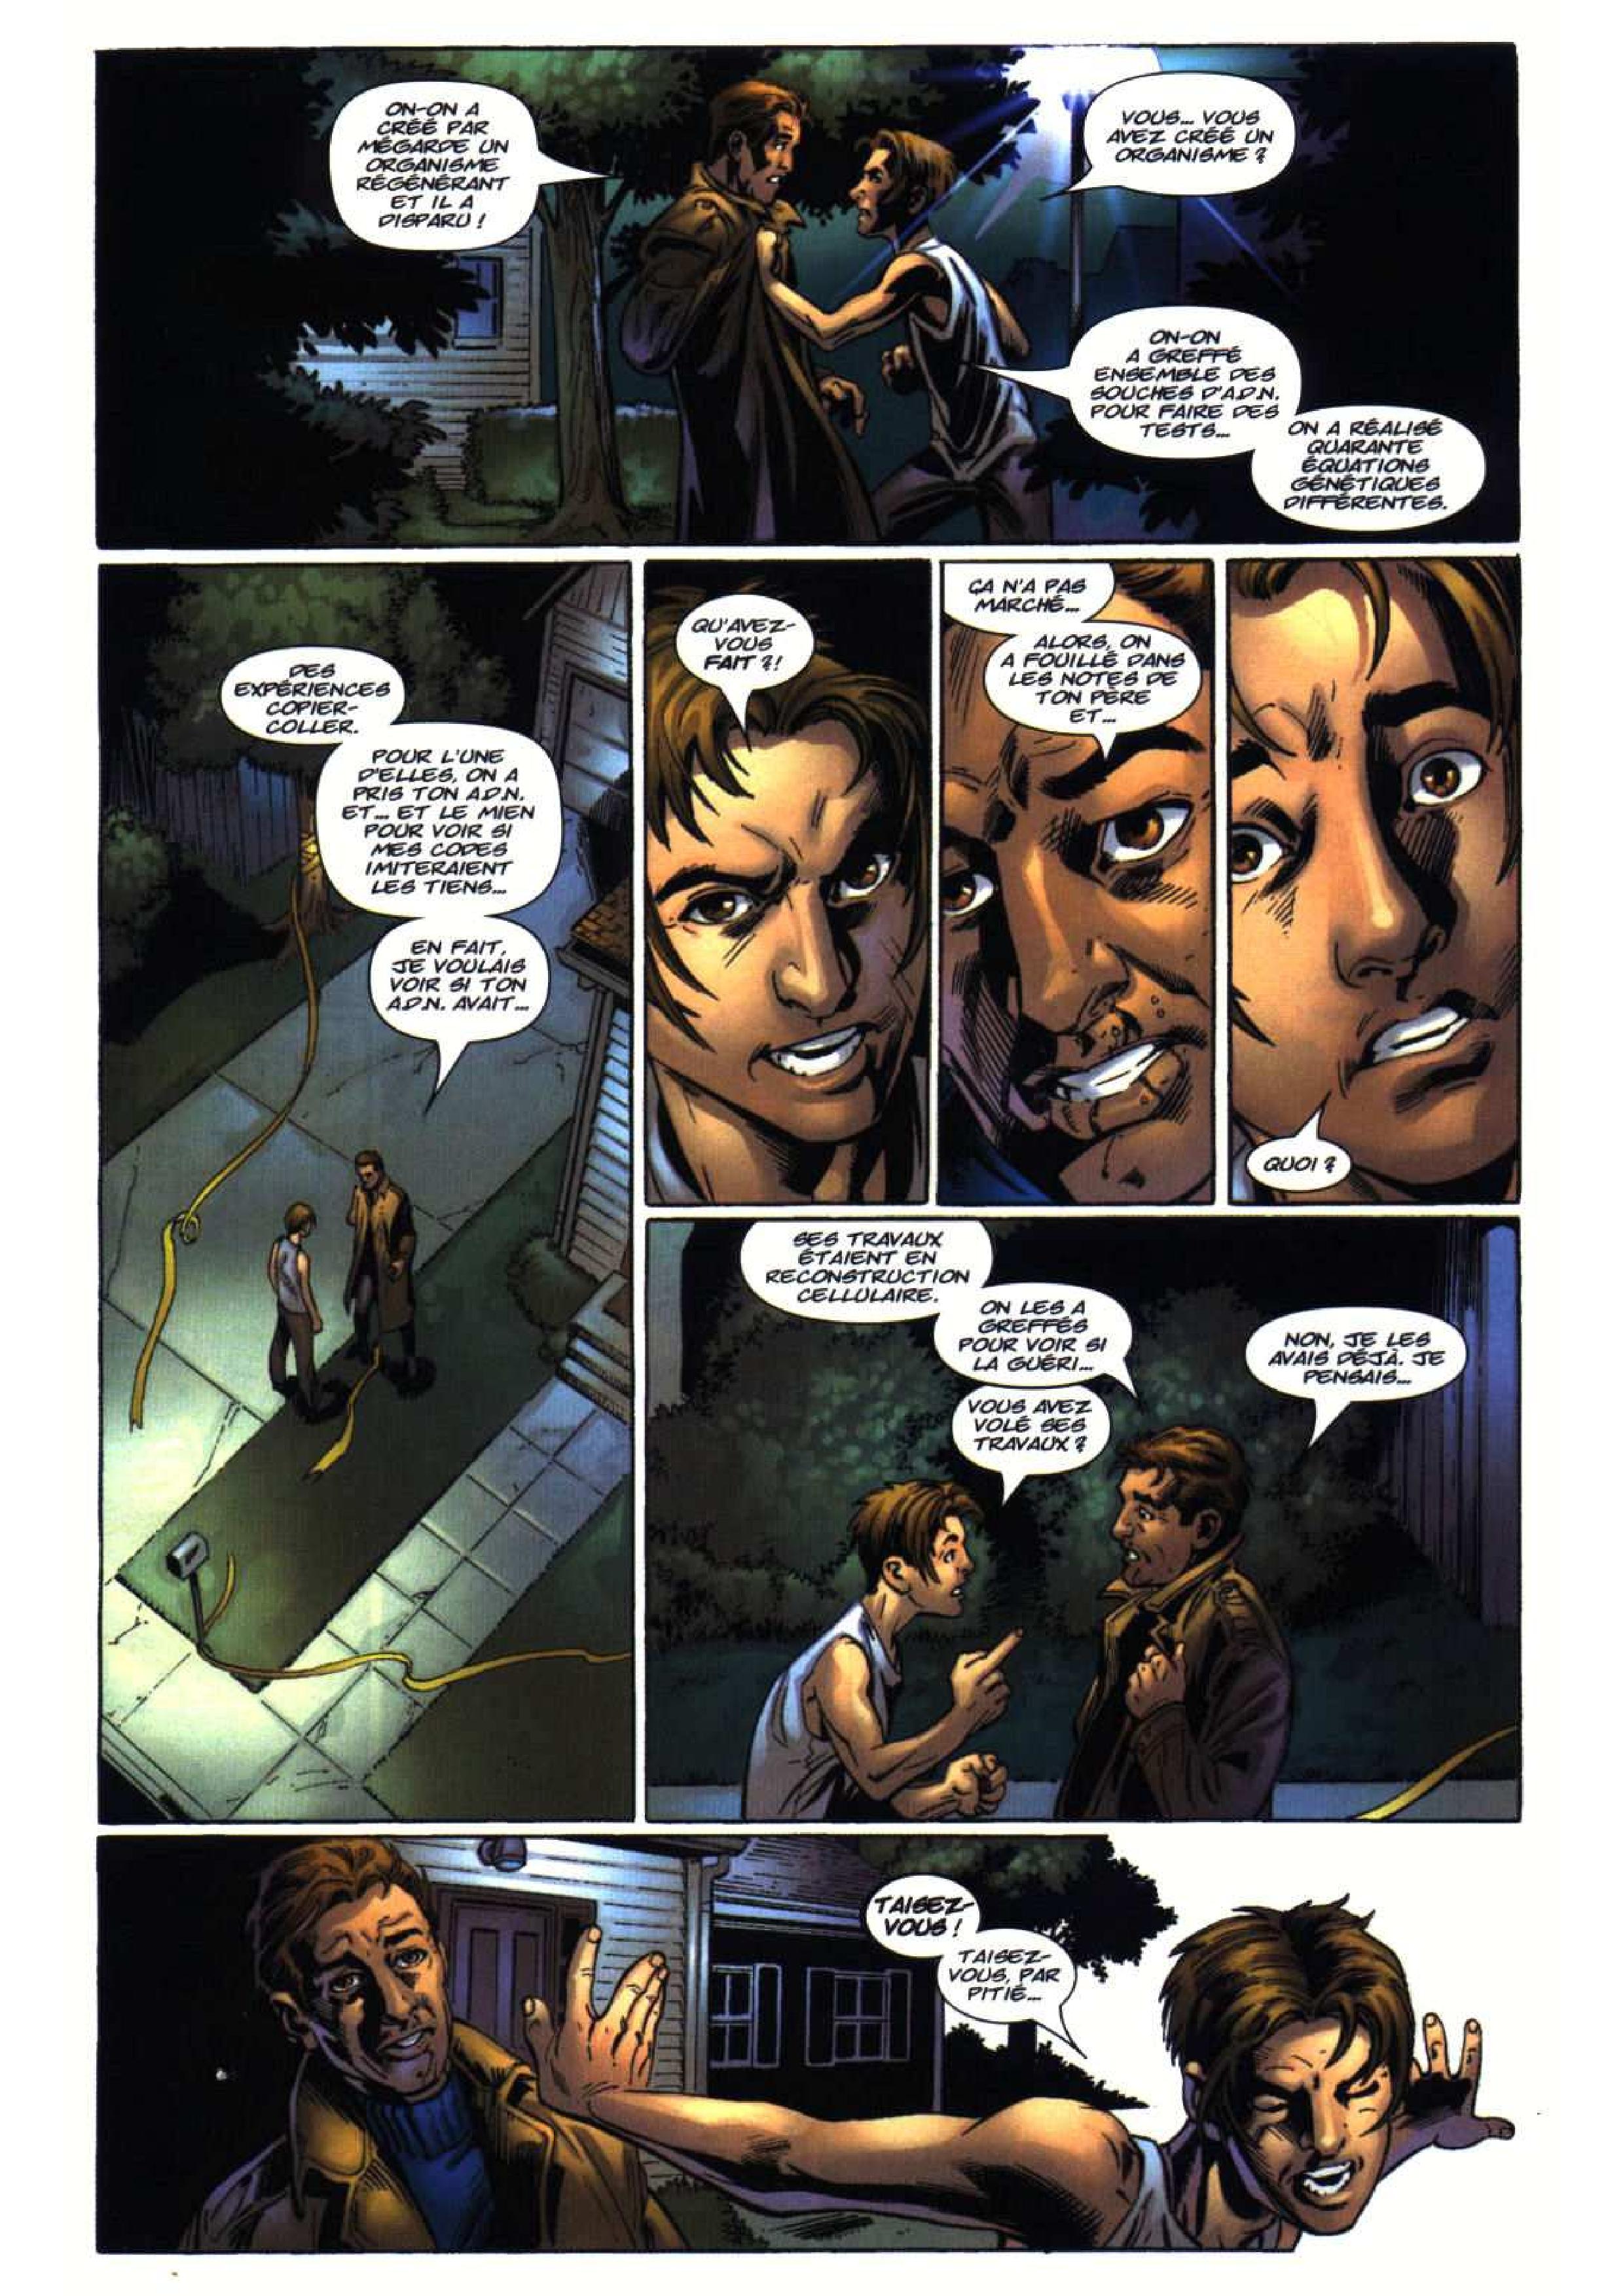 ON-ON A
CRÉÉ PAR
MÉGARDE UN
ORGANISME
RÉGÉNÉRANT
ET IL A
DISPARU !
VOUS... VOUS
AVEZ CRÉÉ UN
ORGANISME ?
ON-ON
A GREFFÉ
ENSEMBLE DES
SOUCHES D'A.D.N.
POUR FAIRE DES
TESTS...
ON A RÉALISÉ
QUARANTE
ÉQUATIONS
GÉNÉTIQUES
DIFFÉRENTES.
DES
EXPÉRIENCES
COPIER-
COLLER.
POUR L'UNE
D'ELLES, ON A
PRIS TON A.D.N.
ET... ET LE MIEN
POUR VOIR SI
MES CODES
IMITERAIENT
LES TIENS...
EN FAIT,
JE VOULAIS
VOIR SI TON
A.D.N. AVAIT...
QU'AVEZ-
VOUS
FAIT ?!
ÇA N'A PAS
MARCHÉ...
ALORS, ON
A FOUILLÉ DANS
LES NOTES DE
TON PÈRE
ET...
QUOI ?
SES TRAVAUX
ÉTAIENT EN
RECONSTRUCTION
CELLULAIRE.
ON LES A
GREFFÉS
POUR VOIR SI
LA GUÉRI...
VOUS AVEZ
VOLÉ SES
TRAVAUX ?
NON, JE LES
AVAIS DÉJÀ. JE
PENSAIS...
TAISEZ-
VOUS !
TAISEZ-
VOUS, PAR
PITIÉ...